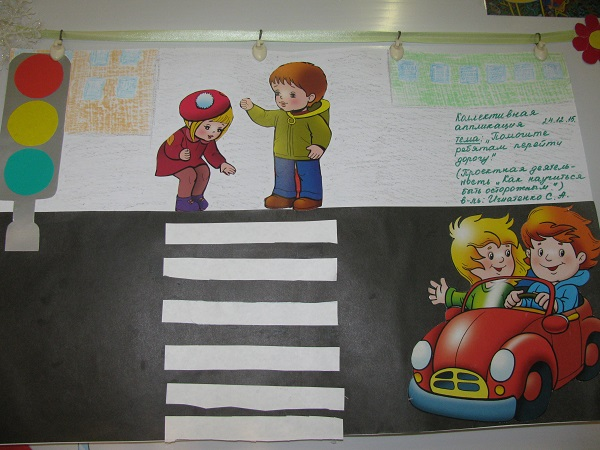 Коллективная
аппликация 24.12.15.
тема: „Помогите
ребятам перейти
дорогу"
(Проектная деятель-
ность „Как научиться
быть осторожным")
в-ль: Игнатенко С. А.